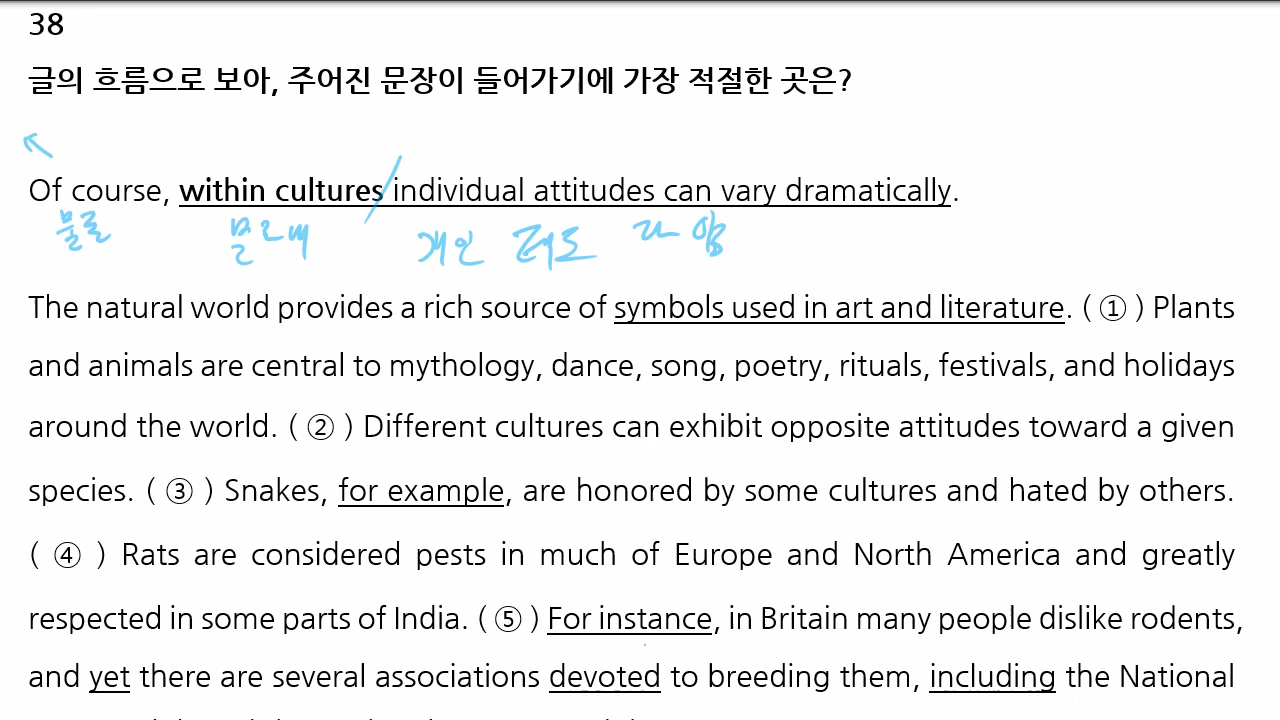 38
글의 흐름으로 보아, 주어진 문장이 들어가기에 가장 적절한 곳은?
Of course, within cultures individual attitudes can vary dramatically.
물론 개인 태도 다양
The natural world provides a rich source of symbols used in art and literature. ( ① ) Plants
and animals are central to mythology, dance, song, poetry, rituals, festivals, and holidays
around the world. ( ② ) Different cultures can exhibit opposite attitudes toward a given
species. ( ③ ) Snakes, for example, are honored by some cultures and hated by others.
( ④ ) Rats are considered pests in much of Europe and North America and greatly
respected in some parts of India. ( ⑤ ) For instance, in Britain many people dislike rodents,
and yet there are several associations devoted to breeding them, including the National